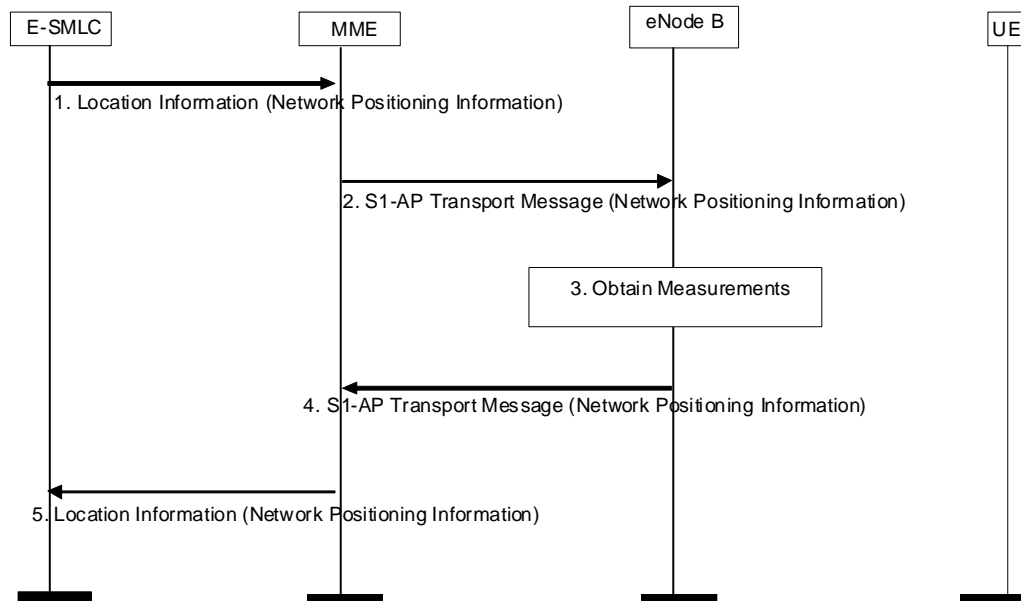 E-SMLC
MME
eNode B
UE
1. Location Information (Network Positioning Information)
2. S1-AP Transport Message (Network Positioning Information)
3. Obtain Measurements
4. S1-AP Transport Message (Network Positioning Information)
5. Location Information (Network Positioning Information)